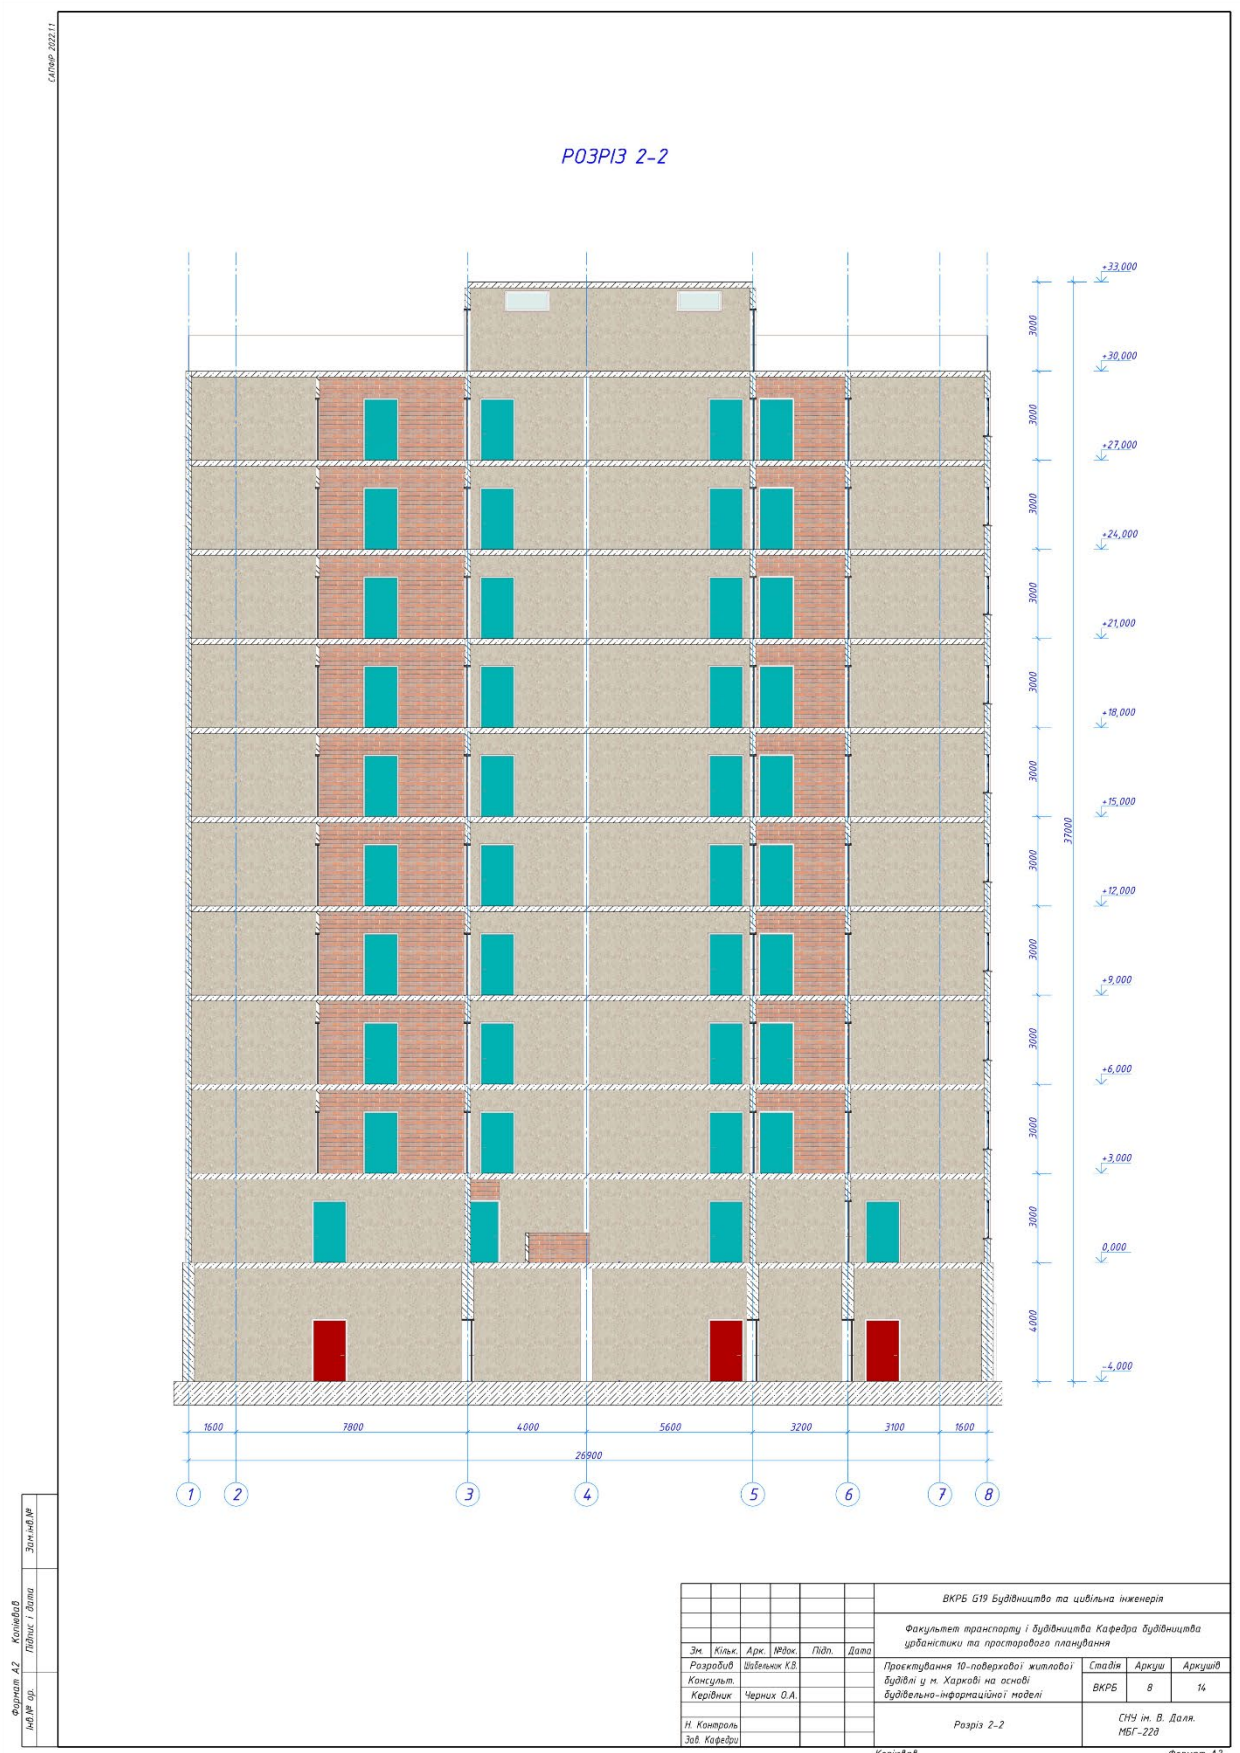 САПФІР 2022.1.1
РОЗРІЗ 2-2
+33,000
3000
+30,000
3000
+27,000
3000
+24,000
3000
+21,000
3000
+18,000
3000
+15,000
3000
37000
+12,000
3000
+9,000
3000
+6,000
3000
+3,000
3000
0,000
4000
-4,000
1600 7800 4000 5600 3200 3100 1600
26900
1 2 3 4 5 6 7 8
Зам.інв.№
Підпис і дата
Інв.№ ор.
Копіював
Формат А2
ВКРБ G19 Будівництво та цивільна інженерія
Факультет транспорту і будівництва Кафедра будівництва
урбаністики та просторового планування
Зм. Кільк. Арк. №док. Підп. Дата
Розробив Шабельник К.В.
Консульт.
Керівник Черних О.А.
Н. Контроль
Зав. Кафедри
Проєктування 10-поверхової житлової
будівлі у м. Харкові на основі
будівельно-інформаційної моделі
Стадія Аркуш Аркушів
ВКРБ 8 14
Розріз 2-2
СНУ ім. В. Даля.
МБГ-22д
Копіював
Формат А2